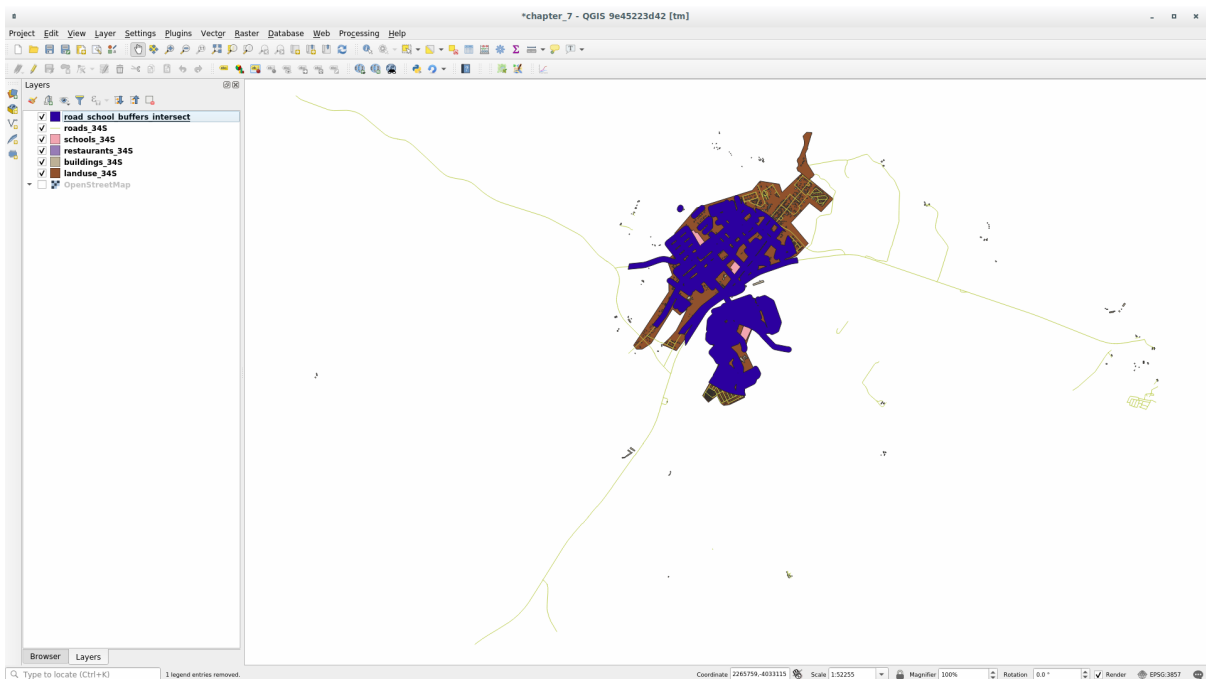 *chapter_7 - QGIS 9e45223d42 [tm]
Project Edit View Layer Settings Plugins Vector Raster Database Web Processing Help
Layers
road_school_buffers_intersect
roads_34S
schools_34S
restaurants_34S
buildings_34S
landuse_34S
OpenStreetMap
Browser Layers
Type to locate (Ctrl+K) 1 legend entries removed. Coordinate 2265759,-4033115 Scale 1:52255 Magnifier 100% Rotation 0.0 ° Render EPSG:3857